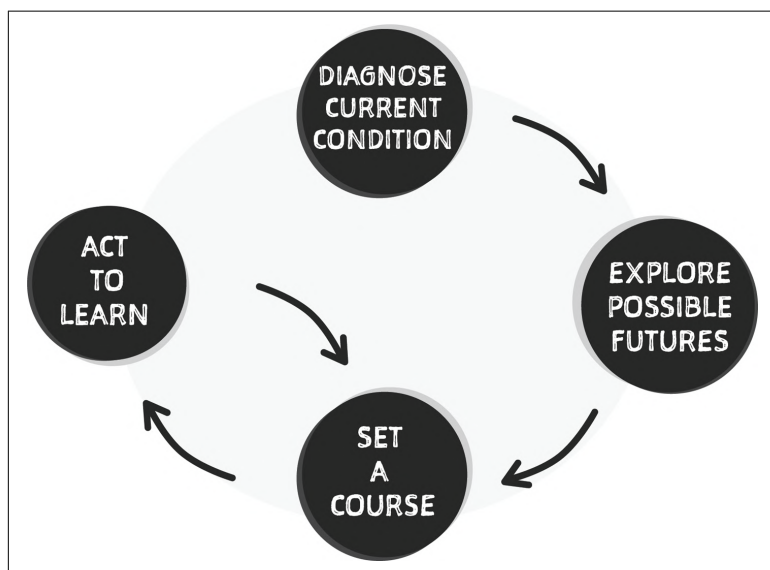 DIAGNOSE
CURRENT
CONDITION
EXPLORE
POSSIBLE
FUTURES
SET
A
COURSE
ACT
TO
LEARN